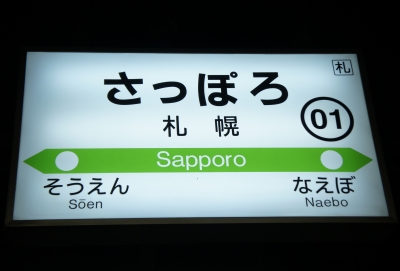 札
さっぽろ
札幌
01
Sapporo
そうえん
Sōen
なえぼ
Naebo